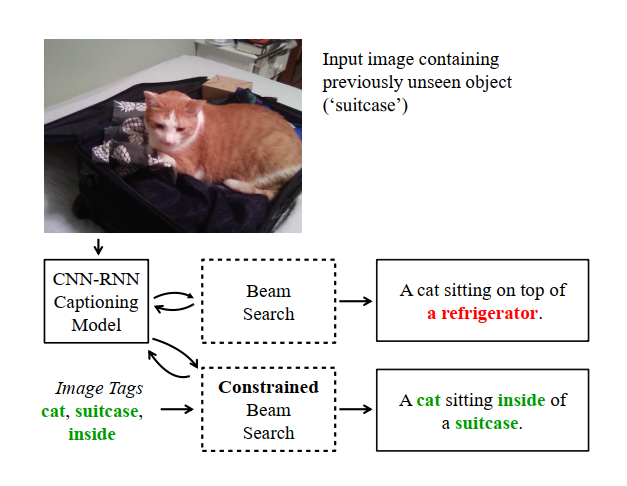 Input image containing
previously unseen object
(‘suitcase’)
CNN-RNN
Captioning
Model
Beam
Search
A cat sitting on top of
a refrigerator.
Image Tags
cat, suitcase,
inside
Constrained
Beam
Search
A cat sitting inside of
a suitcase.